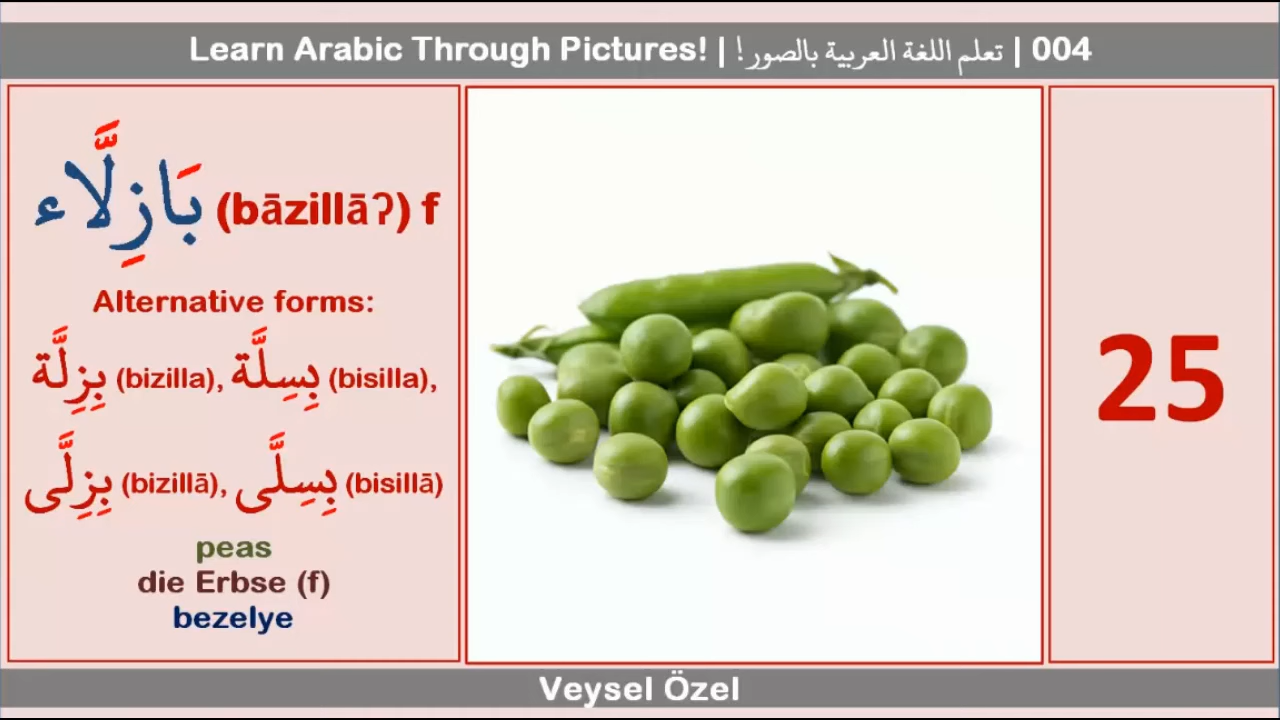 Learn Arabic Through Pictures! | تعلم اللغة العربية بالصور! | 004
بَازِلَّاء (bāzillāʔ) f
Alternative forms:
بِزِلَّة (bizilla), بِسِلَّة (bisilla),
بِزِلَّى (bizillā), بِسِلَّى (bisillā)
peas
die Erbse (f)
bezelye
25
Veysel Özel